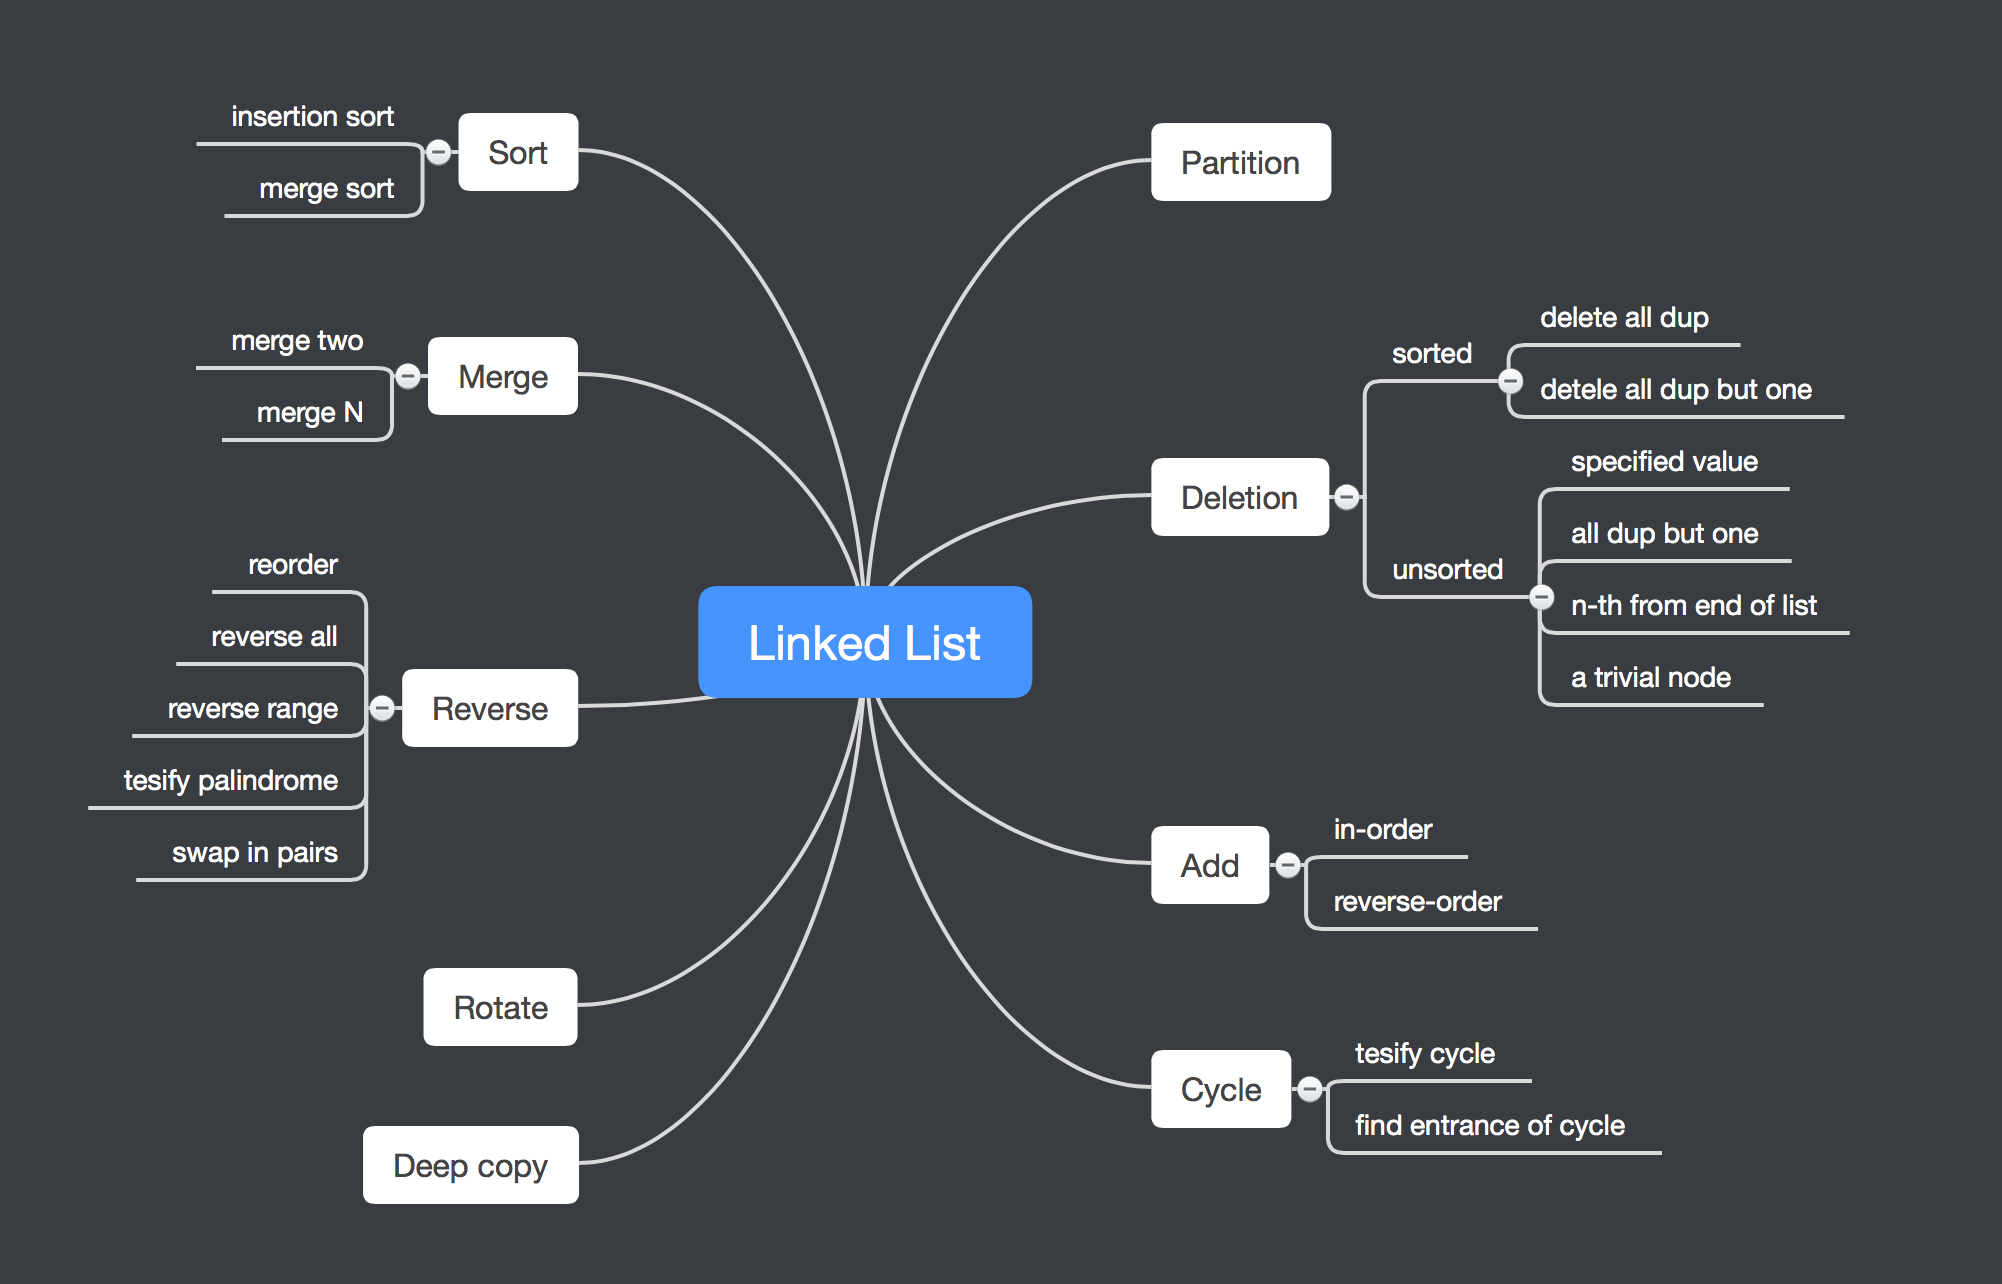 Linked List
Sort
insertion sort
merge sort
Merge
merge two
merge N
Reverse
reorder
reverse all
reverse range
tesify palindrome
swap in pairs
Rotate
Deep copy
Partition
Deletion
sorted
delete all dup
detele all dup but one
unsorted
specified value
all dup but one
n-th from end of list
a trivial node
Add
in-order
reverse-order
Cycle
tesify cycle
find entrance of cycle